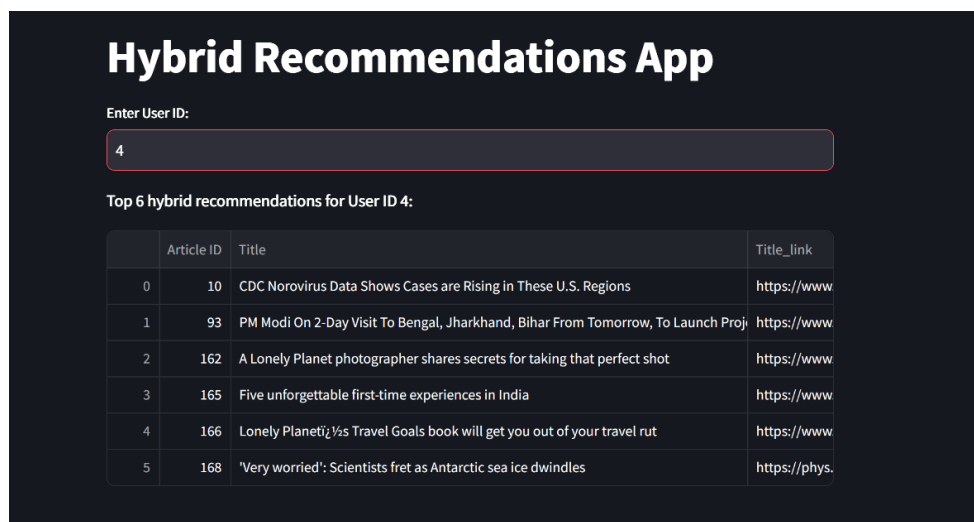 Hybrid Recommendations App
Enter User ID:
4
Top 6 hybrid recommendations for User ID 4:
Article ID Title Title_link
0 10 CDC Norovirus Data Shows Cases are Rising in These U.S. Regions https://www.
1 93 PM Modi On 2-Day Visit To Bengal, Jharkhand, Bihar From Tomorrow, To Launch Proj https://www.
2 162 A Lonely Planet photographer shares secrets for taking that perfect shot https://www.
3 165 Five unforgettable first-time experiences in India https://www.
4 166 Lonely Planetï¿½s Travel Goals book will get you out of your travel rut https://www.
5 168 'Very worried': Scientists fret as Antarctic sea ice dwindles https://phys.